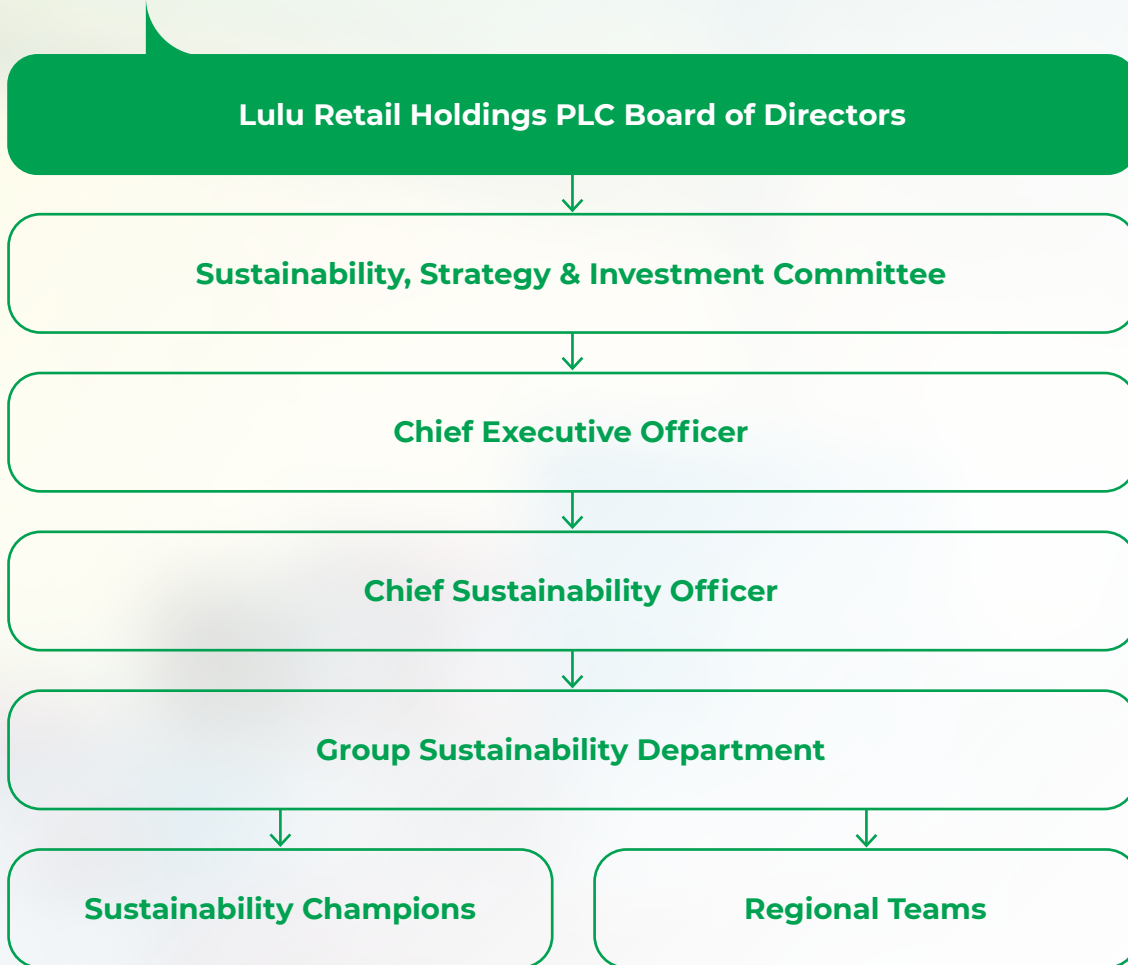 Lulu Retail Holdings PLC Board of Directors
Sustainability, Strategy & Investment Committee
Chief Executive Officer
Chief Sustainability Officer
Group Sustainability Department
Sustainability Champions
Regional Teams